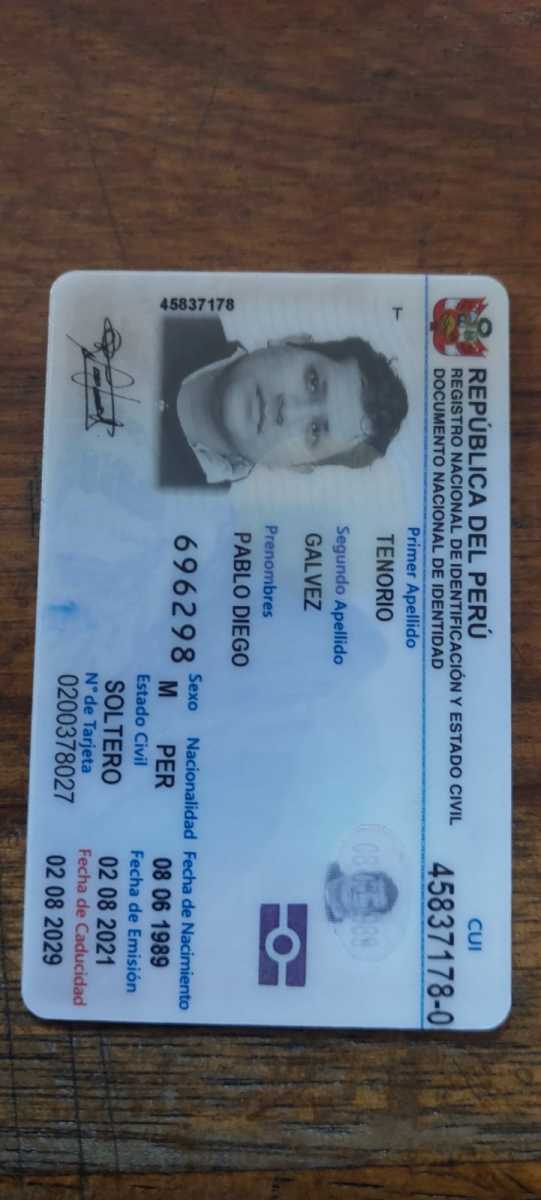 REPÚBLICA DEL PERÚ
REGISTRO NACIONAL DE IDENTIFICACIÓN Y ESTADO CIVIL
DOCUMENTO NACIONAL DE IDENTIDAD
CUI
45837178-0
T
Primer Apellido
TENORIO
Segundo Apellido
GALVEZ
Prenombres
PABLO DIEGO
45837178
696298
Sexo Nacionalidad Fecha de Nacimiento
M PER 08 06 1989
Estado Civil Fecha de Emisión
SOLTERO 02 08 2021
N° de Tarjeta Fecha de Caducidad
0200378027 02 08 2029